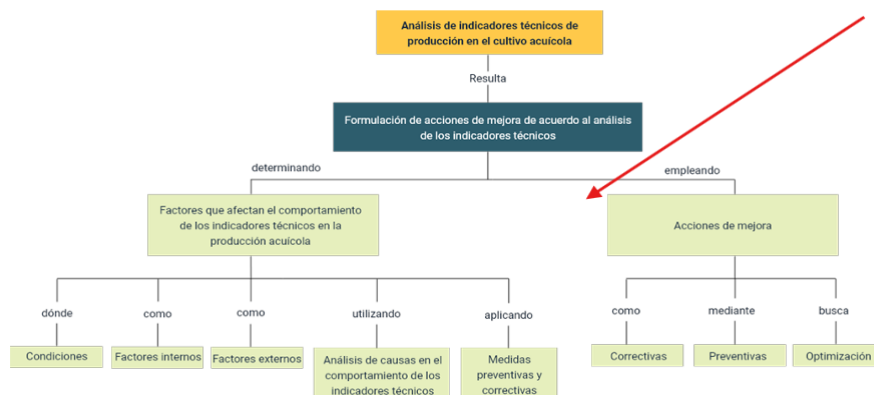 Análisis de indicadores técnicos de
producción en el cultivo acuícola
Resulta
Formulación de acciones de mejora de acuerdo al análisis
de los indicadores técnicos
determinando
empleando
Factores que afectan el comportamiento
de los indicadores técnicos en la
producción acuícola
Acciones de mejora
dónde
como
como
utilizando
aplicando
como
mediante
busca
Condiciones
Factores internos
Factores externos
Análisis de causas en el
comportamiento de los
indicadores técnicos
Medidas
preventivas y
correctivas
Correctivas
Preventivas
Optimización